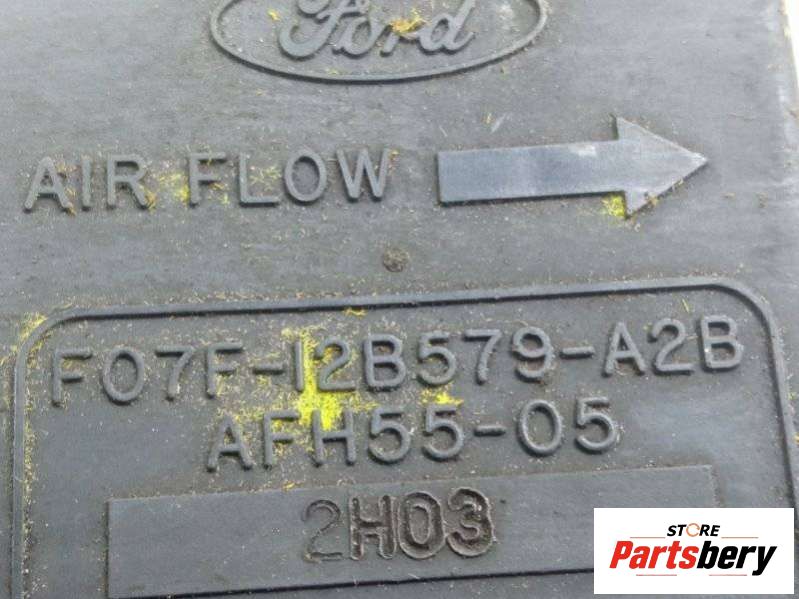 Ford
AIR FLOW
F07F-12B579-A2B
AFH55-05
2H03
STORE
Partsbery